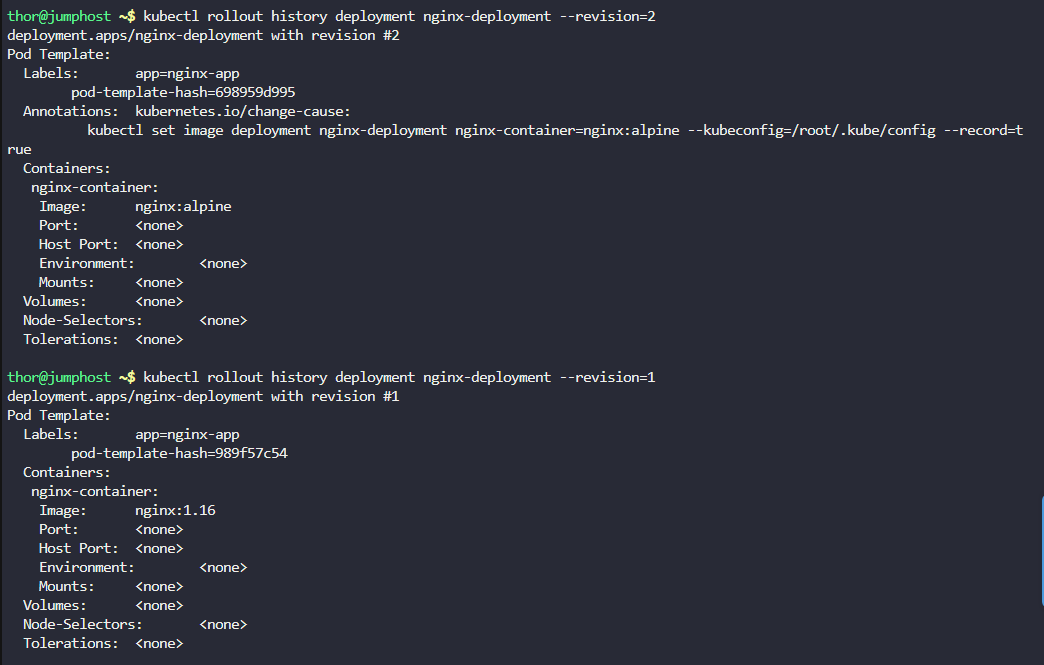 thor@jumphost ~$ kubectl rollout history deployment nginx-deployment --revision=2
deployment.apps/nginx-deployment with revision #2
Pod Template:
  Labels:       app=nginx-app
        pod-template-hash=698959d995
  Annotations:  kubernetes.io/change-cause:
          kubectl set image deployment nginx-deployment nginx-container=nginx:alpine --kubeconfig=/root/.kube/config --record=t
rue
  Containers:
   nginx-container:
    Image:      nginx:alpine
    Port:       <none>
    Host Port:  <none>
    Environment:        <none>
    Mounts:     <none>
  Volumes:      <none>
  Node-Selectors:       <none>
  Tolerations:  <none>

thor@jumphost ~$ kubectl rollout history deployment nginx-deployment --revision=1
deployment.apps/nginx-deployment with revision #1
Pod Template:
  Labels:       app=nginx-app
        pod-template-hash=989f57c54
  Containers:
   nginx-container:
    Image:      nginx:1.16
    Port:       <none>
    Host Port:  <none>
    Environment:        <none>
    Mounts:     <none>
  Volumes:      <none>
  Node-Selectors:       <none>
  Tolerations:  <none>